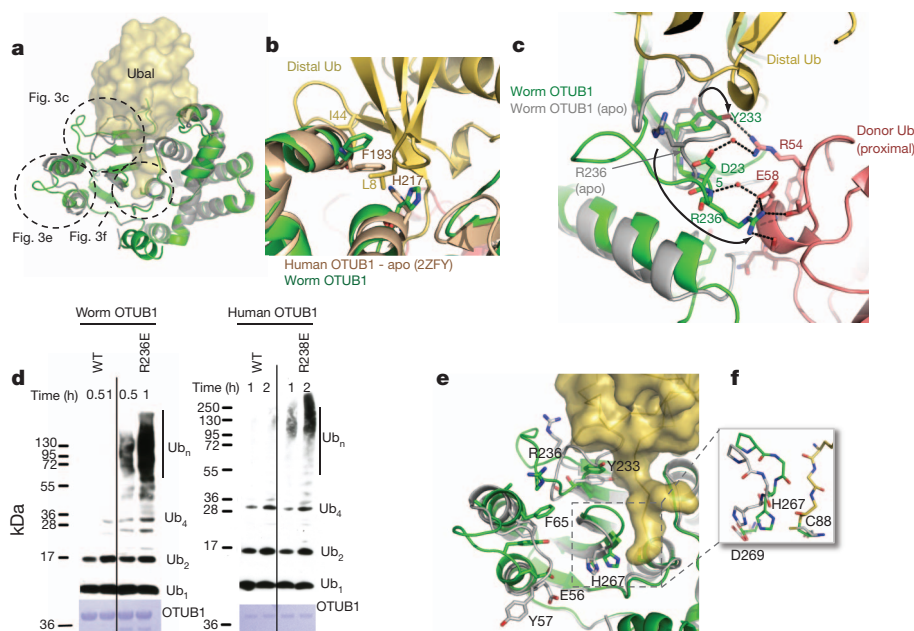 a
Ubal
Fig. 3c
Fig. 3e
Fig. 3f
b
Distal Ub
I44
F193
L8
H217
Human OTUB1 - apo (2ZFY)
Worm OTUB1
c
Distal Ub
Worm OTUB1
Worm OTUB1 (apo)
Y233
R54
Donor Ub
(proximal)
R236
(apo)
D23
5
E58
R236
d
Worm OTUB1
WT
R236E
Time (h)
0.51
0.5
1
130
95
72
55
36
28
17
36
kDa
Ubn
Ub4
Ub2
Ub1
OTUB1
Human OTUB1
WT
R238E
Time (h)
1
2
1
2
250
130
95
72
55
36
28
17
36
Ubn
Ub4
Ub2
Ub1
OTUB1
e
R236
Y233
F65
H267
E56
Y57
f
H267
C88
D269